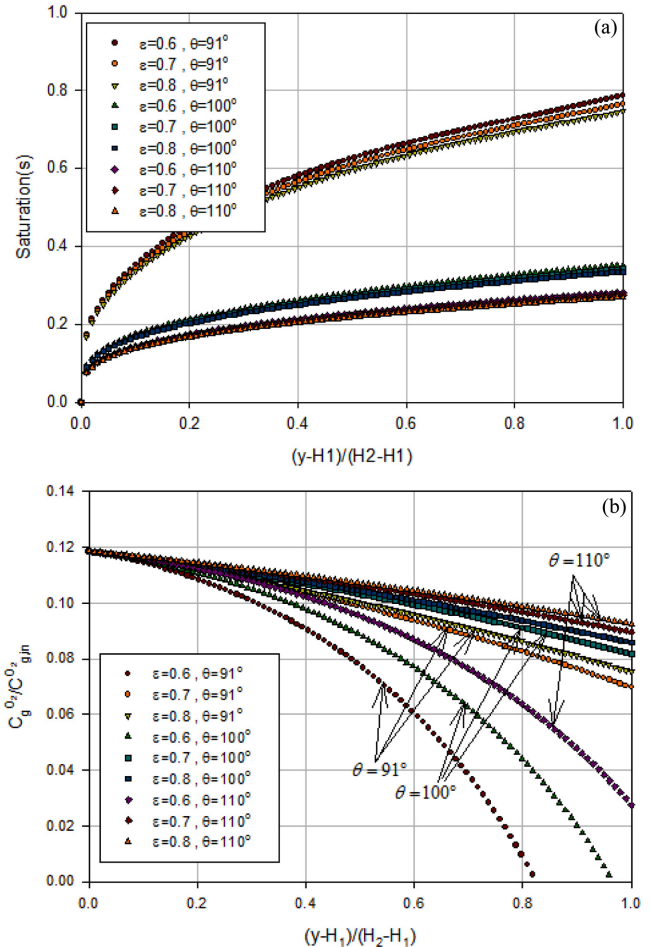 (a)
1.0
0.8
0.6
0.4
0.2
0.0
Saturation(s)
ε=0.6 , θ=91°
ε=0.7 , θ=91°
ε=0.8 , θ=91°
ε=0.6 , θ=100°
ε=0.7 , θ=100°
ε=0.8 , θ=100°
ε=0.6 , θ=110°
ε=0.7 , θ=110°
ε=0.8 , θ=110°
0.0 0.2 0.4 0.6 0.8 1.0
(y-H1)/(H2-H1)
(b)
0.14
0.12
0.10
0.08
0.06
0.04
0.02
0.00
C_g^O₂/C^O₂_g,in
θ=110°
θ=91°
θ=100°
ε=0.6, θ=91°
ε=0.7, θ=91°
ε=0.8, θ=91°
ε=0.6, θ=100°
ε=0.7, θ=100°
ε=0.8, θ=100°
ε=0.6, θ=110°
ε=0.7, θ=110°
ε=0.8, θ=110°
0.0 0.2 0.4 0.6 0.8 1.0
(y-H₁)/(H₂-H₁)